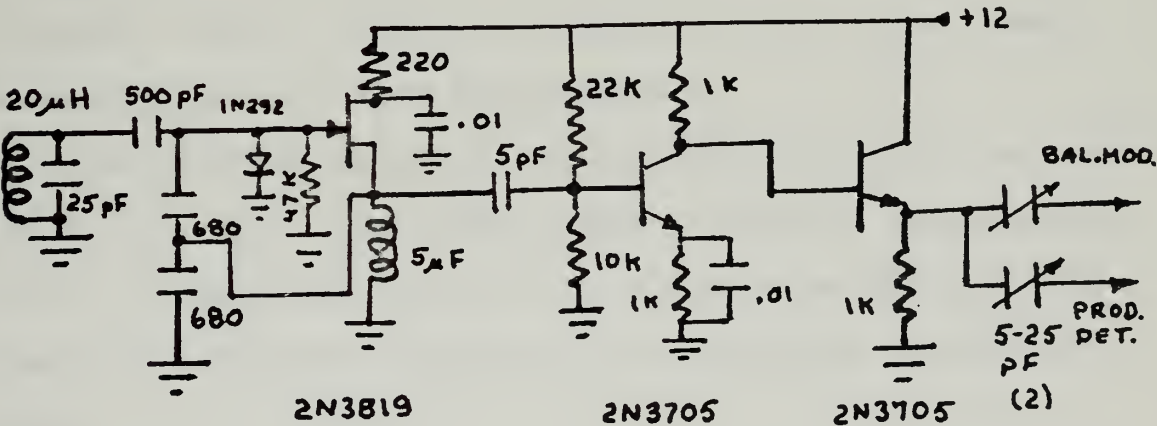 +12
220
20μH
500pF
1N292
22K
1K
.01
5pF
BAL.MOD.
25pF
47K
680
5μF
10K
1K
.01
1K
680
PROD.
5-25 DET.
pF
(2)
2N3819
2N3705
2N3705